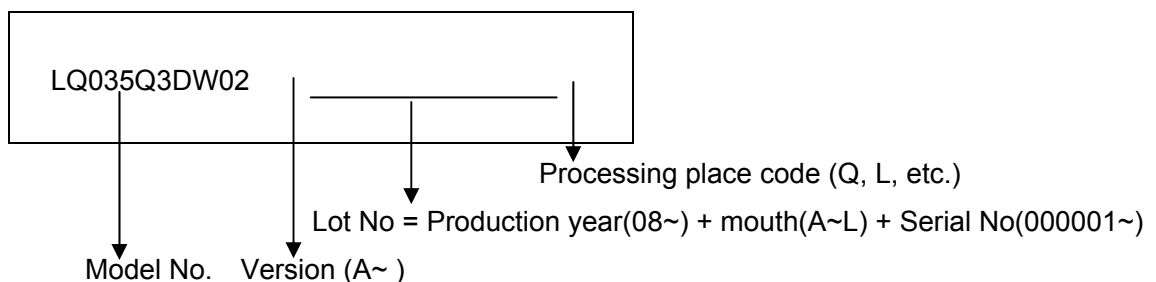 LQ035Q3DW02
Processing place code (Q, L, etc.)
Lot No = Production year(08~) + mouth(A~L) + Serial No(000001~)
Model No. Version (A~ )